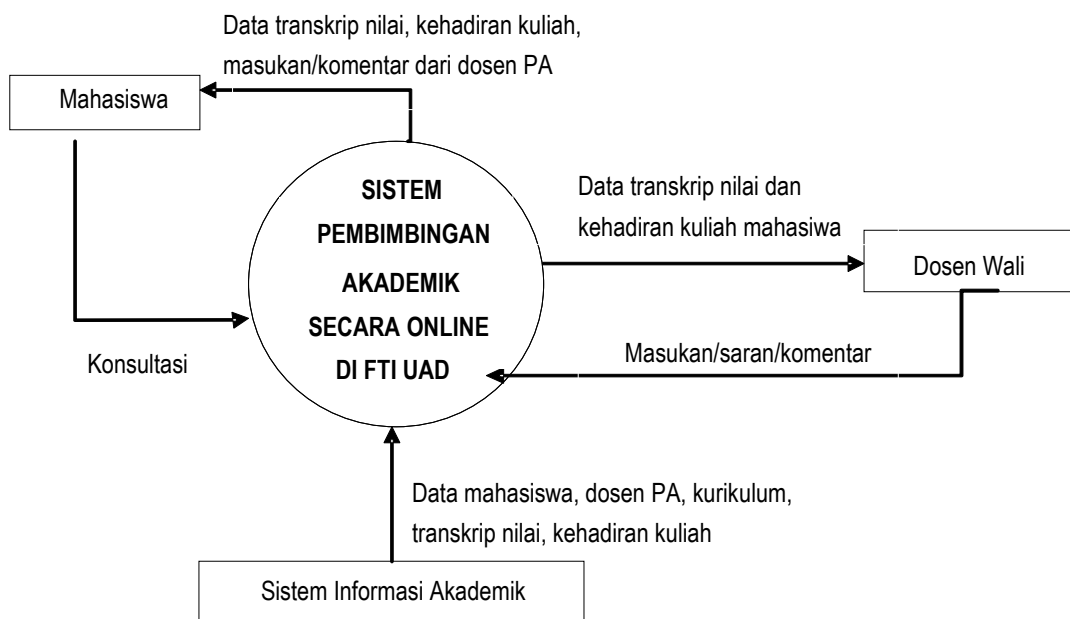 Data transkrip nilai, kehadiran kuliah,
masukan/komentar dari dosen PA
Mahasiswa
SISTEM
PEMBIMBINGAN
AKADEMIK
SECARA ONLINE
DI FTI UAD
Data transkrip nilai dan
kehadiran kuliah mahasiwa
Dosen Wali
Konsultasi
Masukan/saran/komentar
Data mahasiswa, dosen PA, kurikulum,
transkrip nilai, kehadiran kuliah
Sistem Informasi Akademik